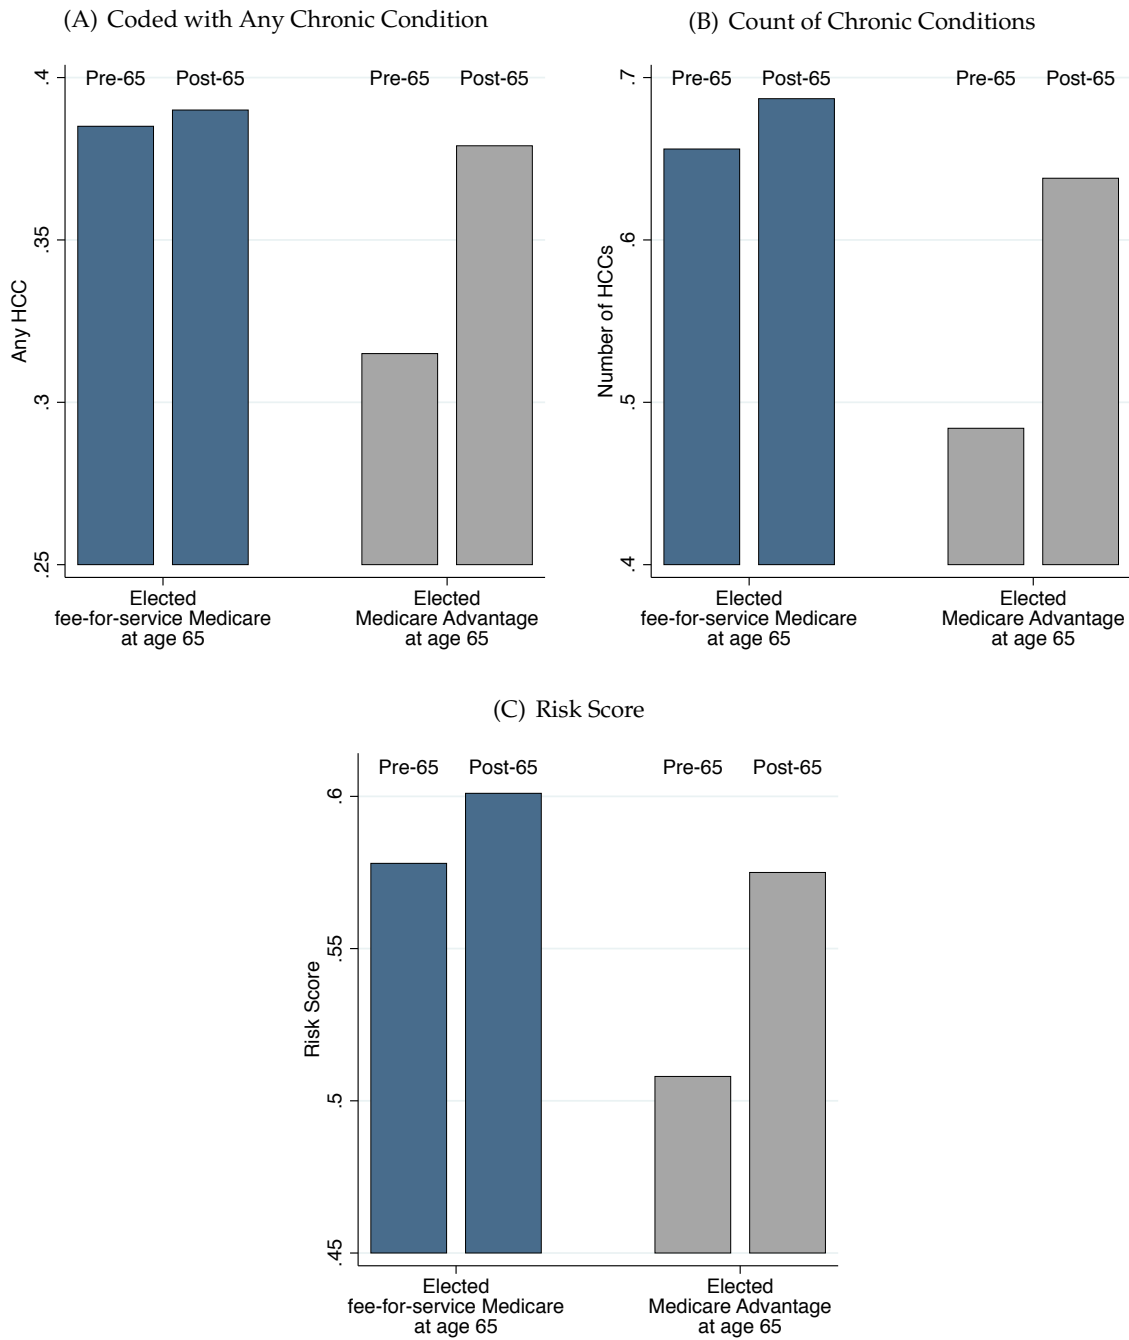 (A) Coded with Any Chronic Condition
Pre-65 Post-65 Pre-65 Post-65
.4
.35
.3
.25
Any HCC
Elected
fee-for-service Medicare
at age 65
Elected
Medicare Advantage
at age 65
(B) Count of Chronic Conditions
Pre-65 Post-65 Pre-65 Post-65
.7
.6
.5
.4
Number of HCCs
Elected
fee-for-service Medicare
at age 65
Elected
Medicare Advantage
at age 65
(C) Risk Score
Pre-65 Post-65 Pre-65 Post-65
.6
.55
.5
.45
Risk Score
Elected
fee-for-service Medicare
at age 65
Elected
Medicare Advantage
at age 65